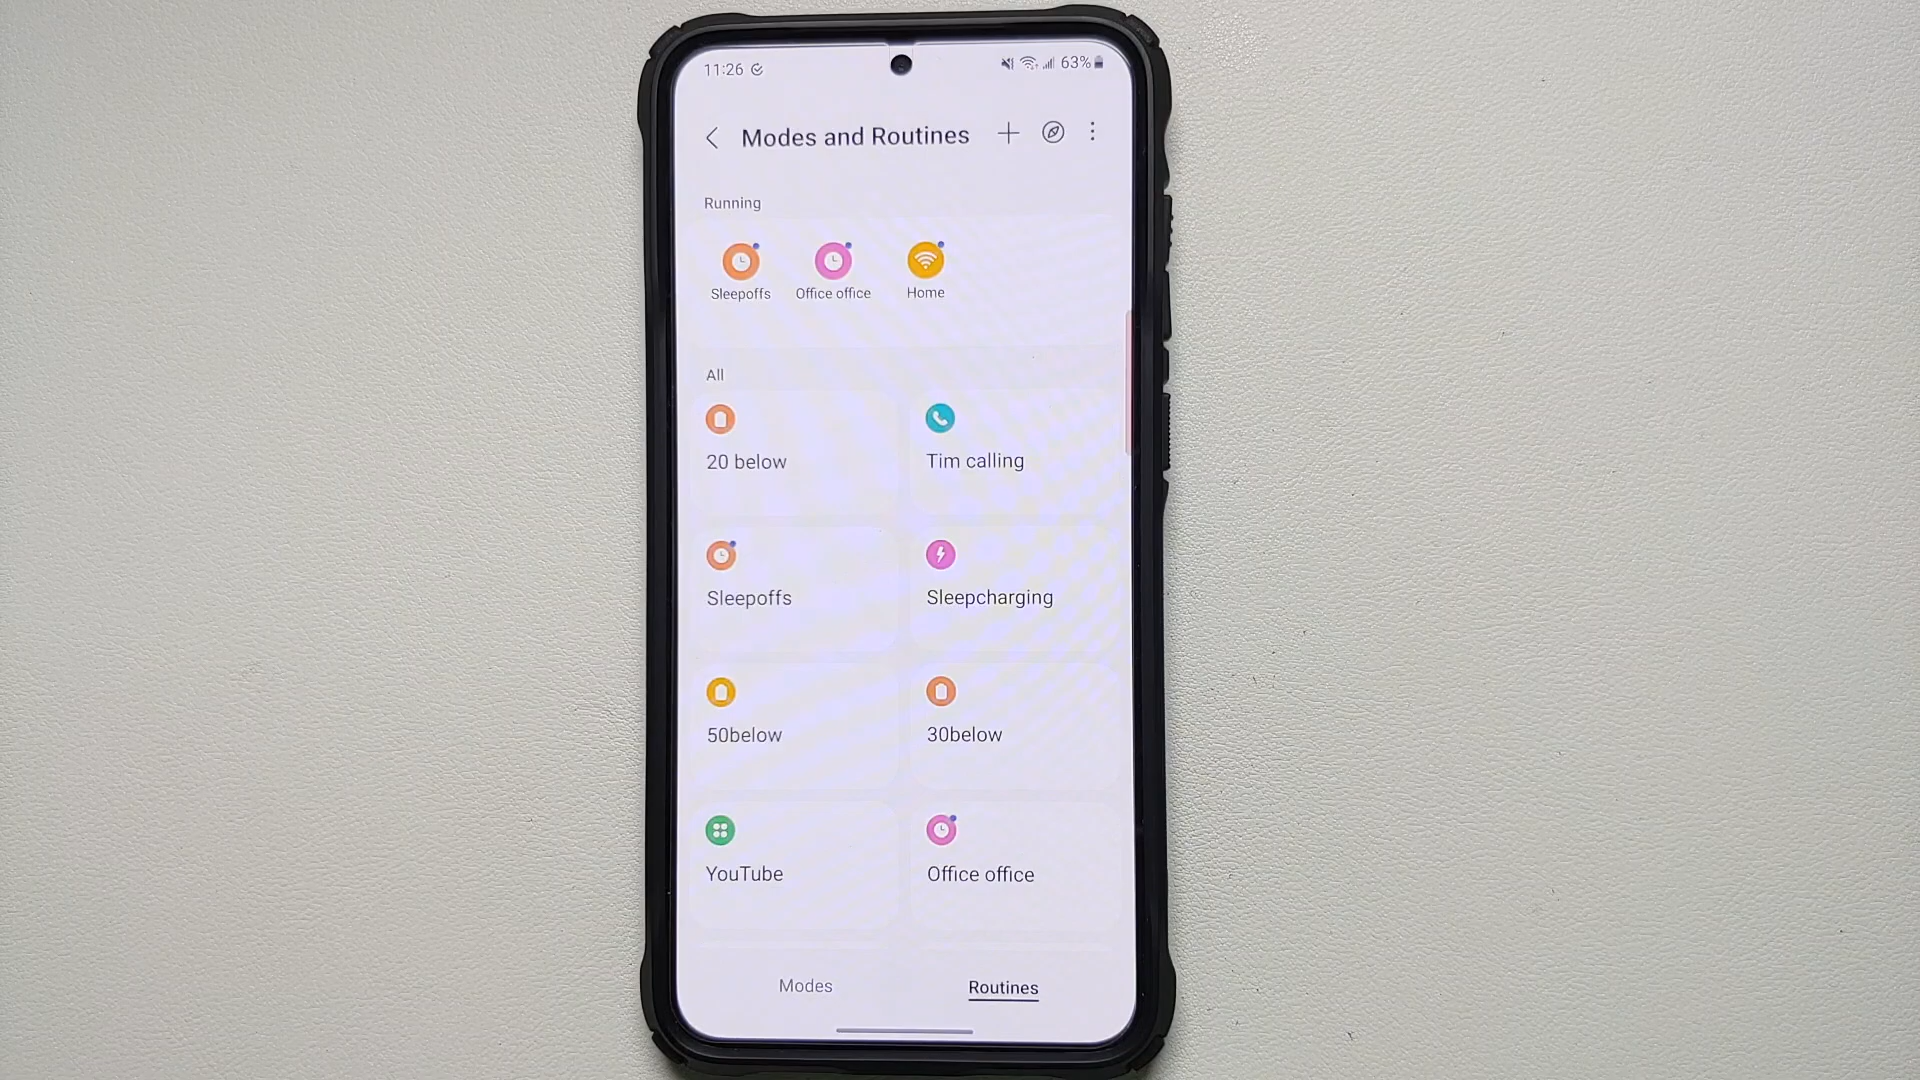 11:26
63%
Modes and Routines
Running
Sleepoffs
Office office
Home
All
20 below
Tim calling
Sleepoffs
Sleepcharging
50below
30below
YouTube
Office office
Modes
Routines